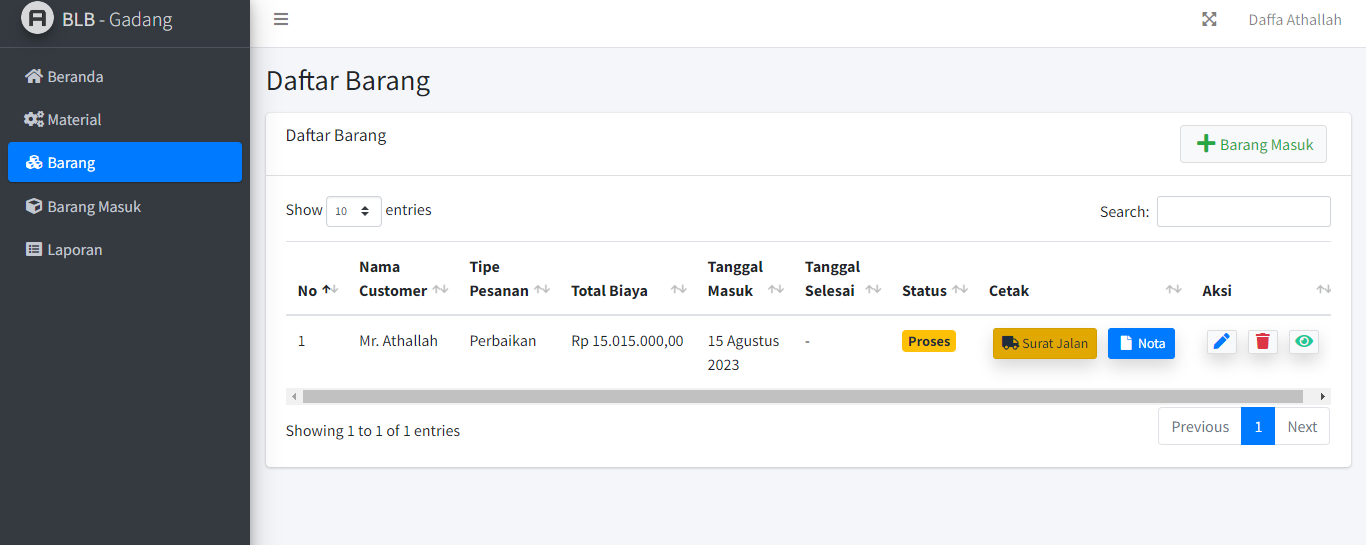 BLB - Gadang
Daffa Athallah
Beranda
Material
Barang
Barang Masuk
Laporan
Daftar Barang
Daftar Barang
Barang Masuk
Show 10 entries
Search:
No Nama Customer Tipe Pesanan Total Biaya Tanggal Masuk Tanggal Selesai Status Cetak Aksi
1 Mr. Athallah Perbaikan Rp 15.015.000,00 15 Agustus 2023 - Proses Surat Jalan Nota
Showing 1 to 1 of 1 entries
Previous 1 Next